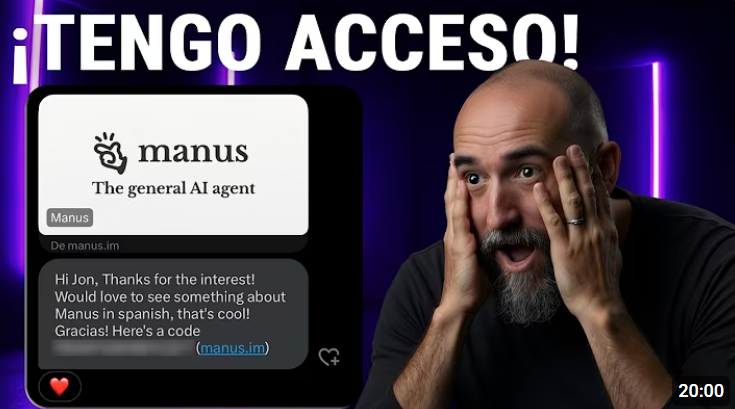 ¡TENGO ACCESO!
manus
The general AI agent
Manus
De manus.im
Hi Jon, Thanks for the interest!
Would love to see something about
Manus in spanish, that's cool!
Gracias! Here's a code
(manus.im)
20:00